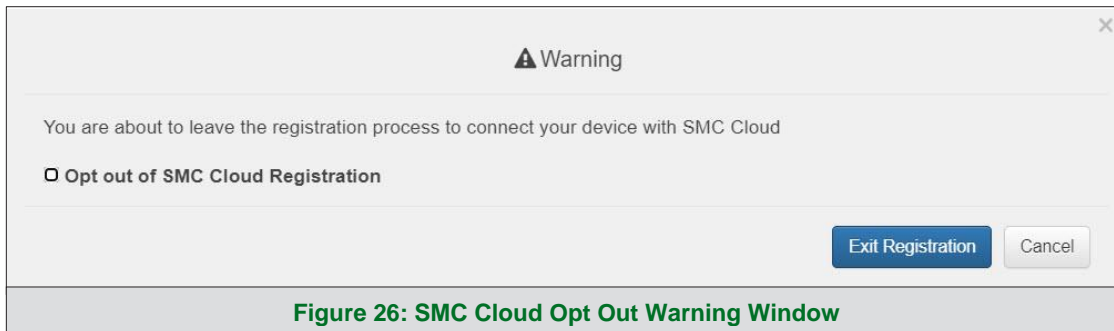 ×
Warning
You are about to leave the registration process to connect your device with SMC Cloud
Opt out of SMC Cloud Registration
Exit Registration Cancel
Figure 26: SMC Cloud Opt Out Warning Window